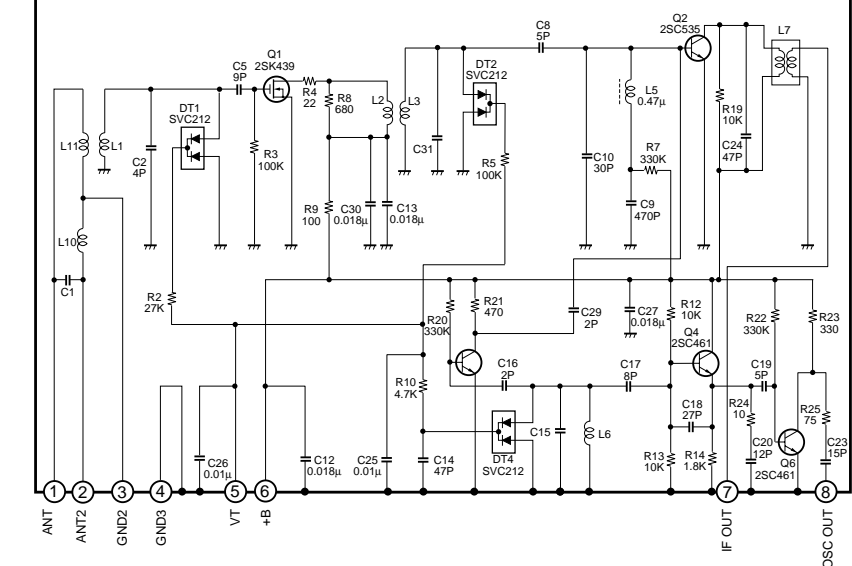 C8
5P
Q2
2SC535
L7
Q1
2SK439
C5
9P
DT2
SVC212
R4
22
R8
680
L2
L3
L5
0.47μ
R19
10K
DT1
SVC212
L11
L1
C2
4P
R3
100K
C31
R5
100K
C10
30P
R7
330K
C24
47P
R9
100
C30
0.018μ
C13
0.018μ
C9
470P
L10
C1
R2
27K
R20
330K
R21
470
C29
2P
C27
0.018μ
R12
10K
Q4
2SC461
R22
330K
R23
330
C16
2P
C17
8P
C19
5P
R10
4.7K
C18
27P
R24
10
R25
75
C15
L6
C26
0.01μ
C12
0.018μ
C25
0.01μ
C14
47P
DT4
SVC212
R13
10K
R14
1.8K
C20
12P
Q6
2SC461
C23
15P
1
2
3
4
5
6
7
8
ANT
ANT2
GND2
GND3
VT
+B
IF OUT
OSC OUT